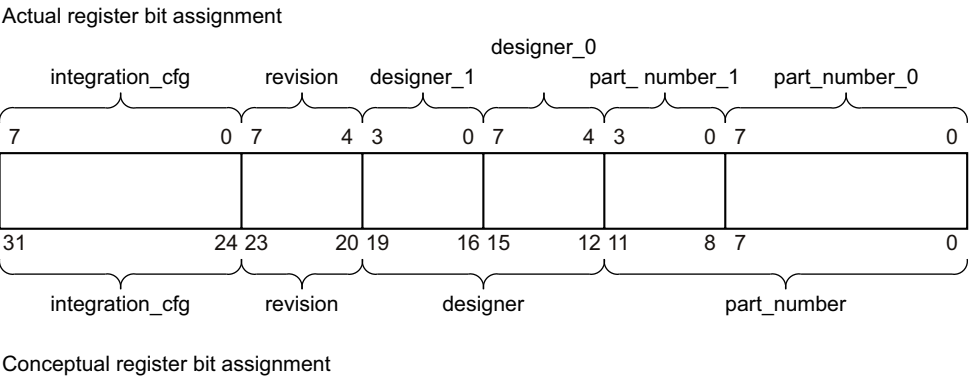 Actual register bit assignment
designer_0
integration_cfg revision designer_1 part_ number_1 part_number_0
7 0 7 4 3 0 7 4 3 0 7 0
31 24 23 20 19 16 15 12 11 8 7 0
integration_cfg revision designer part_number
Conceptual register bit assignment